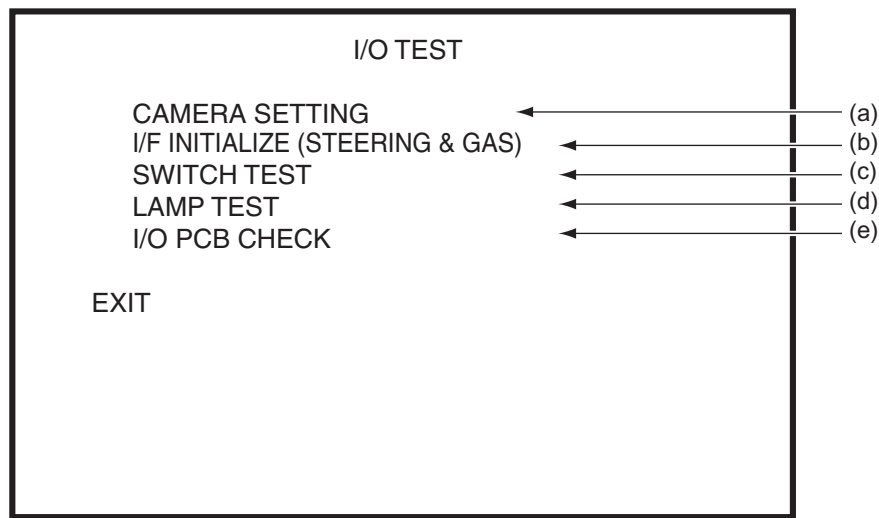 I/O TEST
CAMERA SETTING (a)
I/F INITIALIZE (STEERING & GAS) (b)
SWITCH TEST (c)
LAMP TEST (d)
I/O PCB CHECK (e)
EXIT